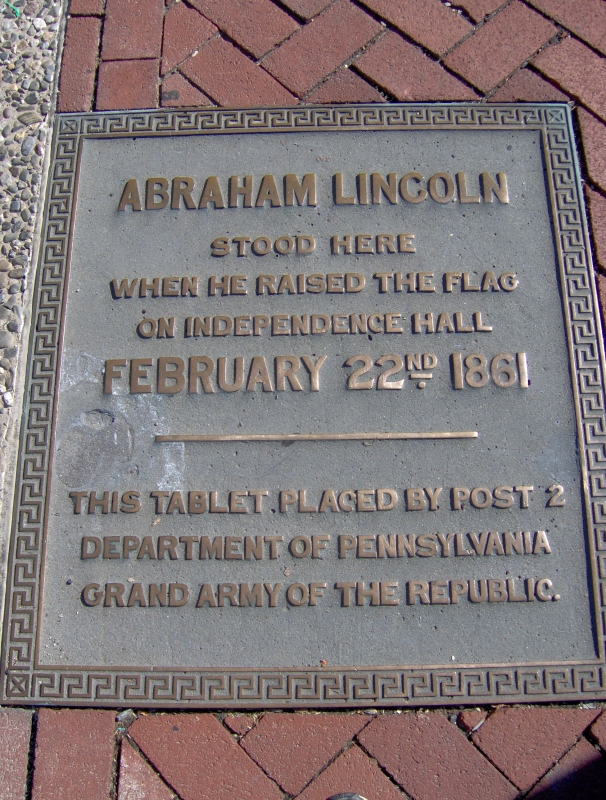 ABRAHAM LINCOLN
STOOD HERE
WHEN HE RAISED THE FLAG
ON INDEPENDENCE HALL
FEBRUARY 22ND 1861
THIS TABLET PLACED BY POST 2
DEPARTMENT OF PENNSYLVANIA
GRAND ARMY OF THE REPUBLIC.